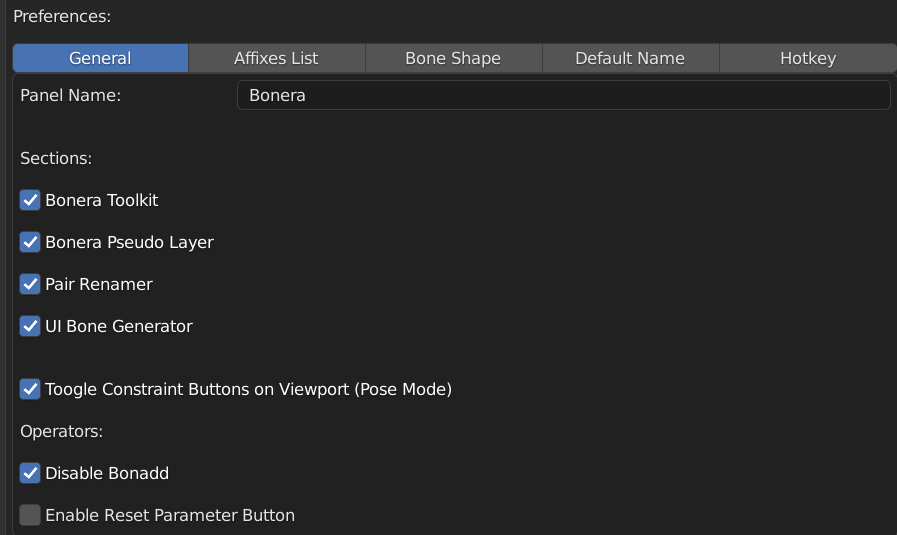 Preferences:
General Affixes List Bone Shape Default Name Hotkey
Panel Name: Bonera
Sections:
Bonera Toolkit
Bonera Pseudo Layer
Pair Renamer
UI Bone Generator
Toogle Constraint Buttons on Viewport (Pose Mode)
Operators:
Disable Bonadd
Enable Reset Parameter Button